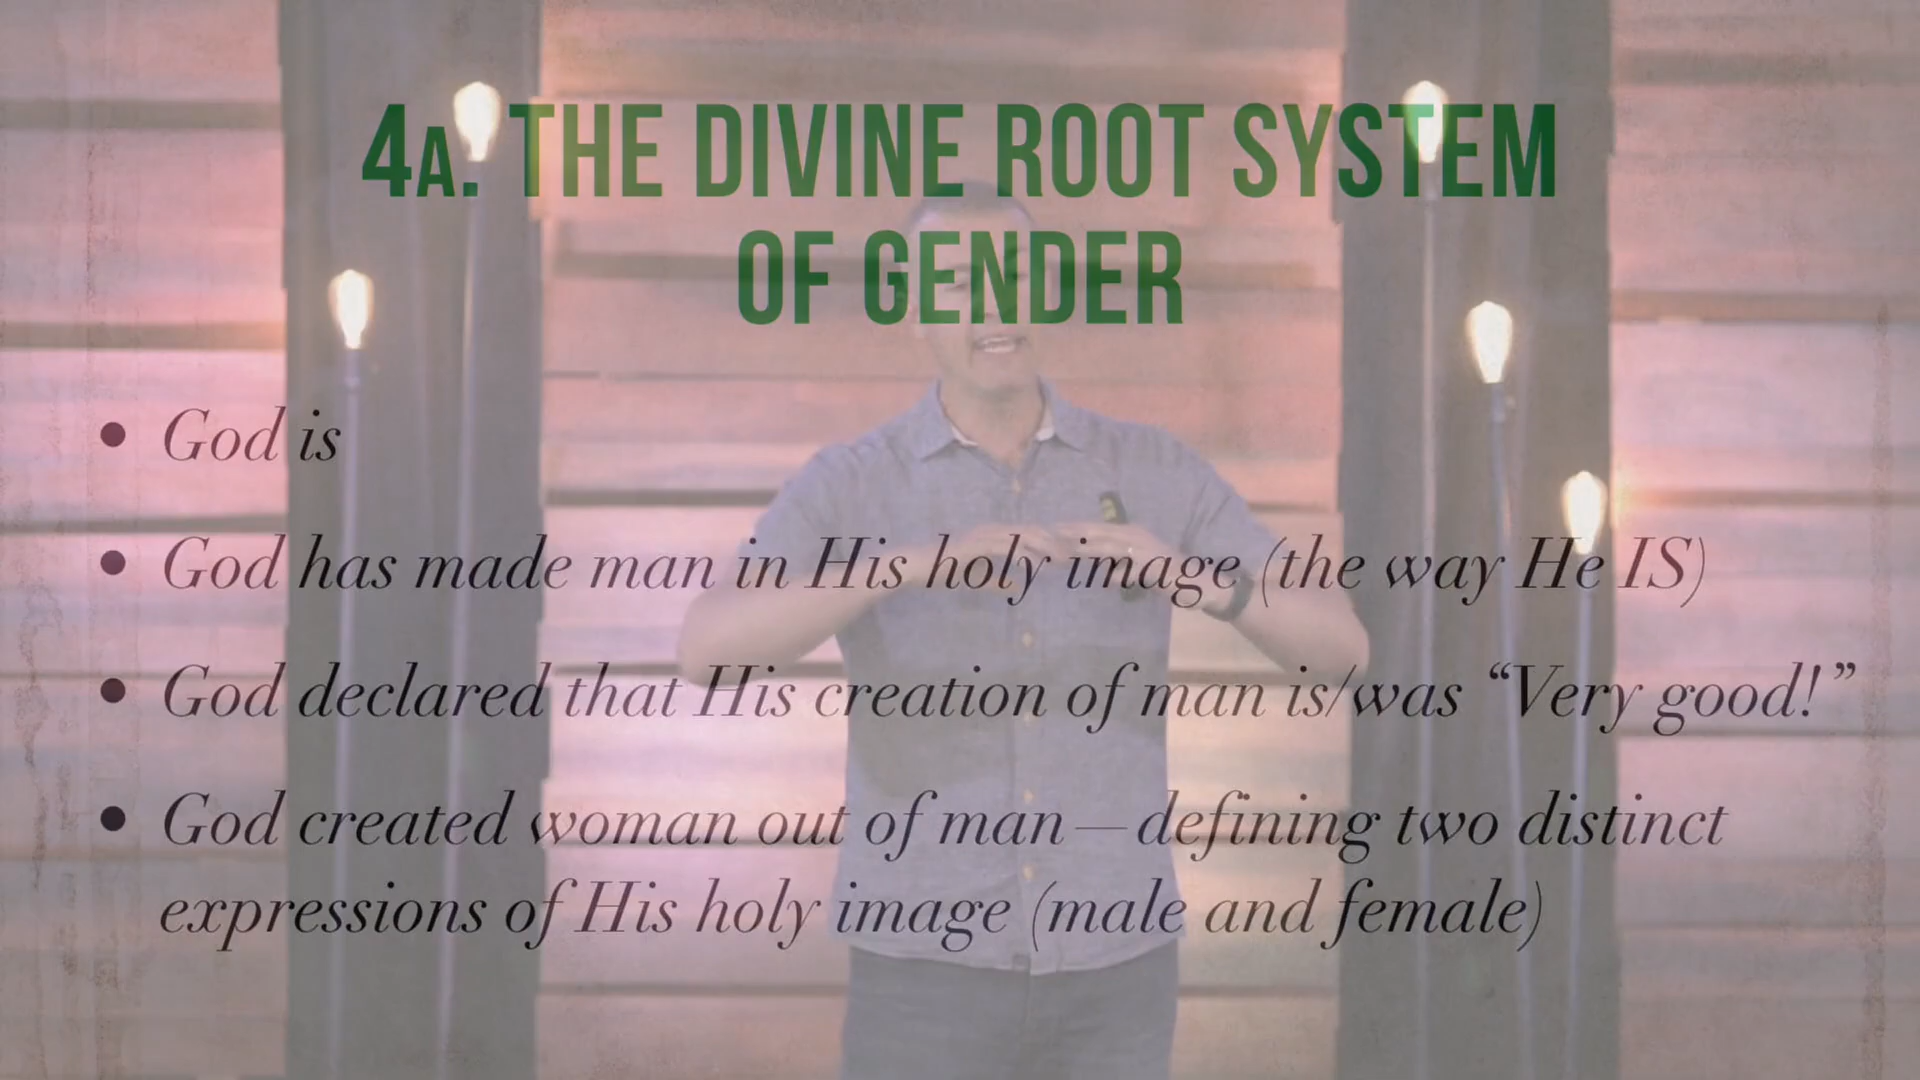 4A. THE DIVINE ROOT SYSTEM
OF GENDER
• God is
• God has made man in His holy image (the way He IS)
• God declared that His creation of man is/was “Very good!”
• God created woman out of man—defining two distinct
expressions of His holy image (male and female)